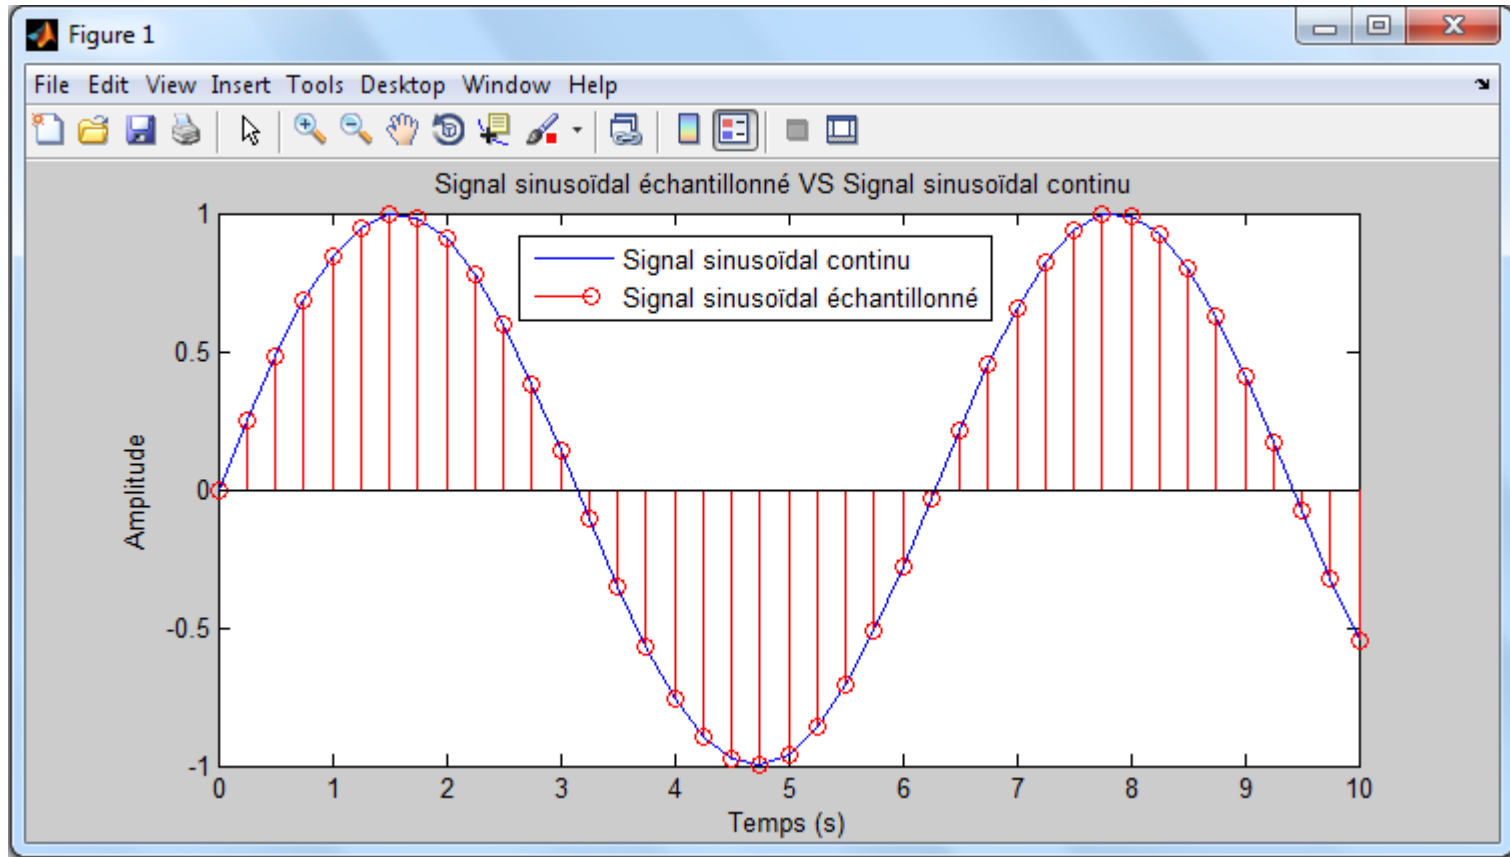 Figure 1
File Edit View Insert Tools Desktop Window Help
Signal sinusoïdal échantillonné VS Signal sinusoïdal continu
Signal sinusoïdal continu
Signal sinusoïdal échantillonné
1
0.5
0
-0.5
-1
Amplitude
0 1 2 3 4 5 6 7 8 9 10
Temps (s)